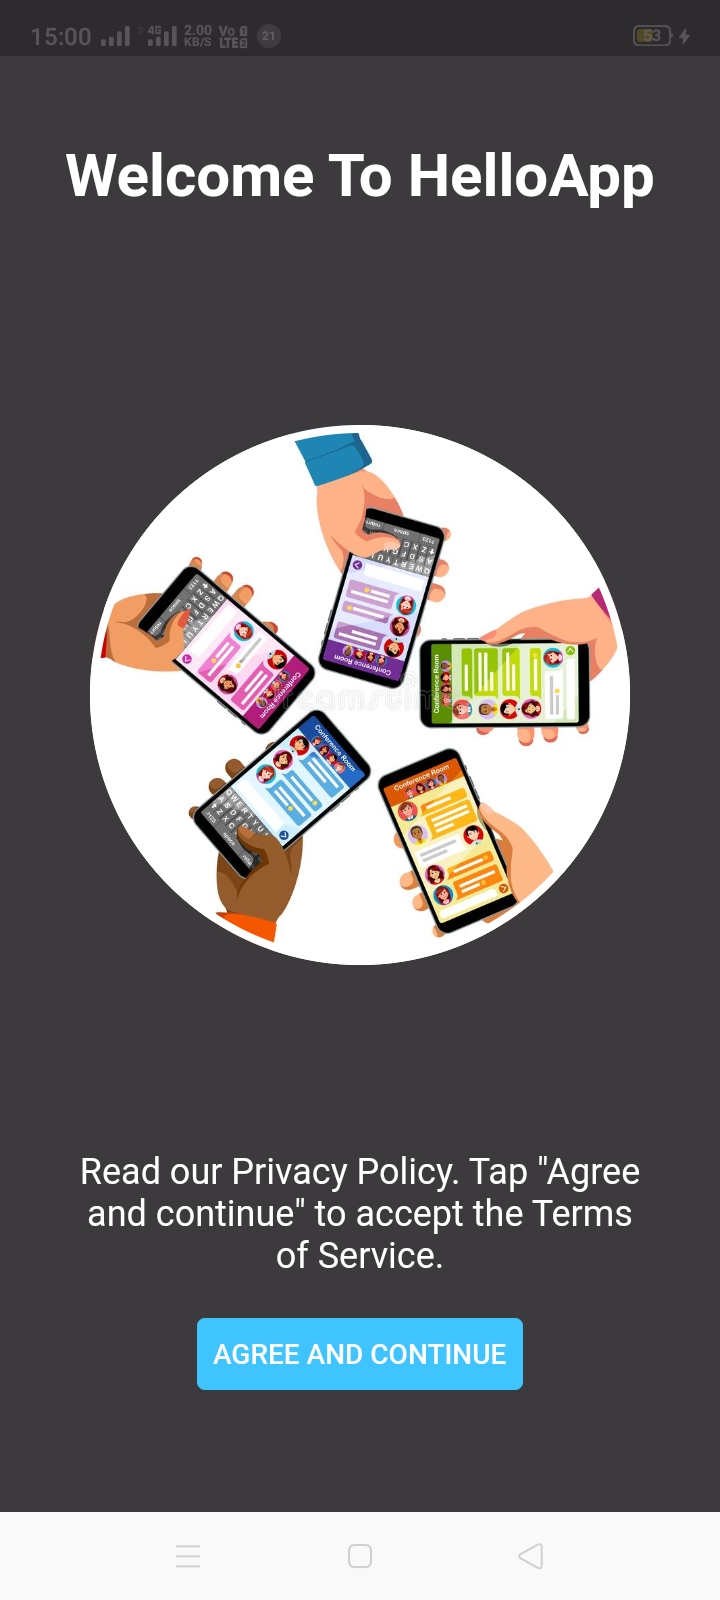 15:00 4G 2.00 KB/S Vo LTE 1 2 21 53
Welcome To HelloApp
Conference Room
Conference Room
Conference Room
Conference Room
Conference Room
Read our Privacy Policy. Tap "Agree
and continue" to accept the Terms
of Service.
AGREE AND CONTINUE